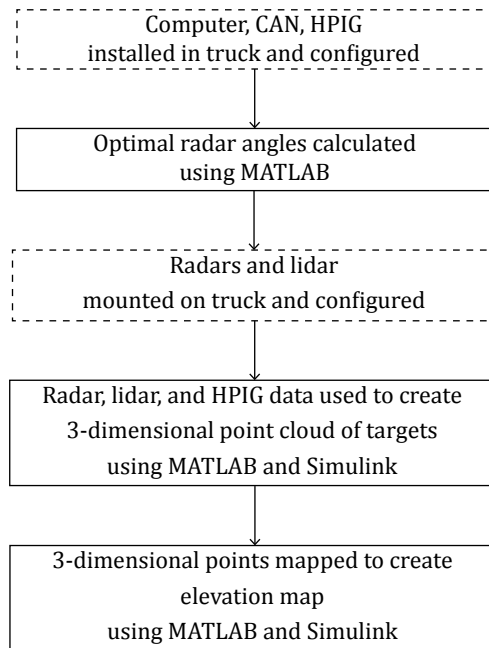 Computer, CAN, HPIG
installed in truck and configured
Optimal radar angles calculated
using MATLAB
Radars and lidar
mounted on truck and configured
Radar, lidar, and HPIG data used to create
3-dimensional point cloud of targets
using MATLAB and Simulink
3-dimensional points mapped to create
elevation map
using MATLAB and Simulink